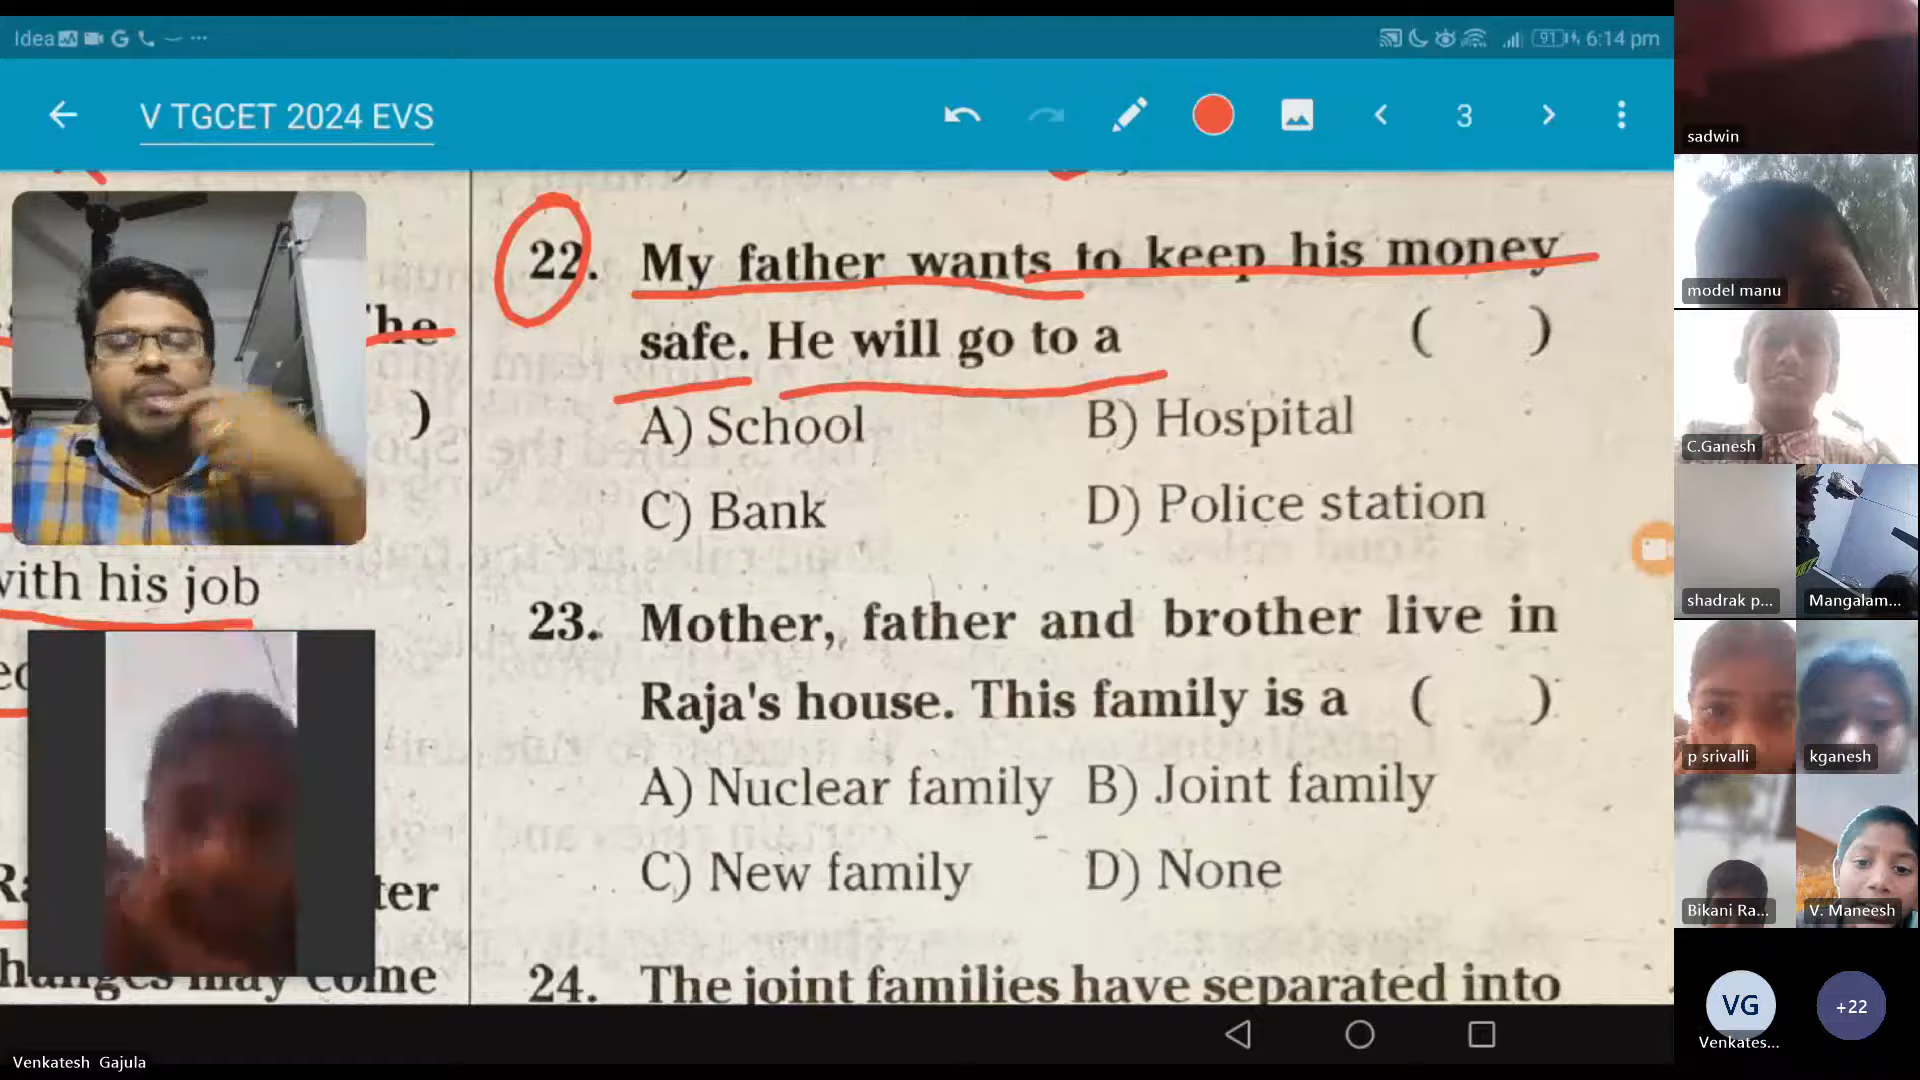 Idea
91
6:14 pm
V TGCET 2024 EVS
3
22. My father wants to keep his money
safe. He will go to a ( )
A) School B) Hospital
C) Bank D) Police station
23. Mother, father and brother live in
Raja's house. This family is a ( )
A) Nuclear family B) Joint family
C) New family D) None
24. The joint families have separated into
)
with his job
come
Venkatesh Gajula
sadwin
model manu
C.Ganesh
shadrak p... Mangalam...
p srivalli kganesh
Bikani Ra... V. Maneesh
VG +22
Venkates...